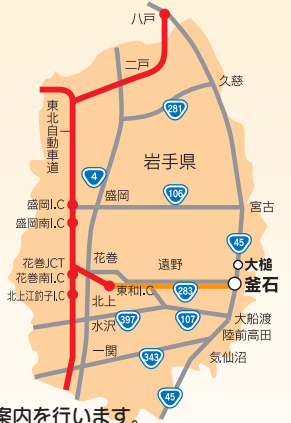 八戸
二戸
久慈
281
東北自動車道
岩手県
4
盛岡I.C
盛岡
106
宮古
盛岡南I.C
45
花巻JCT
花巻
遠野
大槌
花巻南I.C
釜石
東和I.C
283
北上江釣子I.C
北上
大船渡
397
107
水沢
陸前高田
一関
343
気仙沼
45
案内を行います。